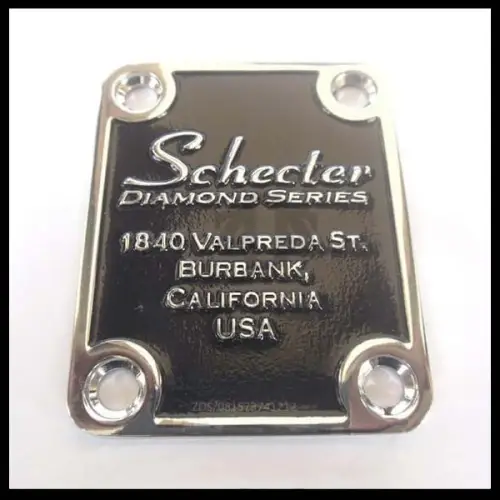 Schecter
DIAMOND SERIES
1840 VALPREDA ST.
BURBANK,
CALIFORNIA
USA